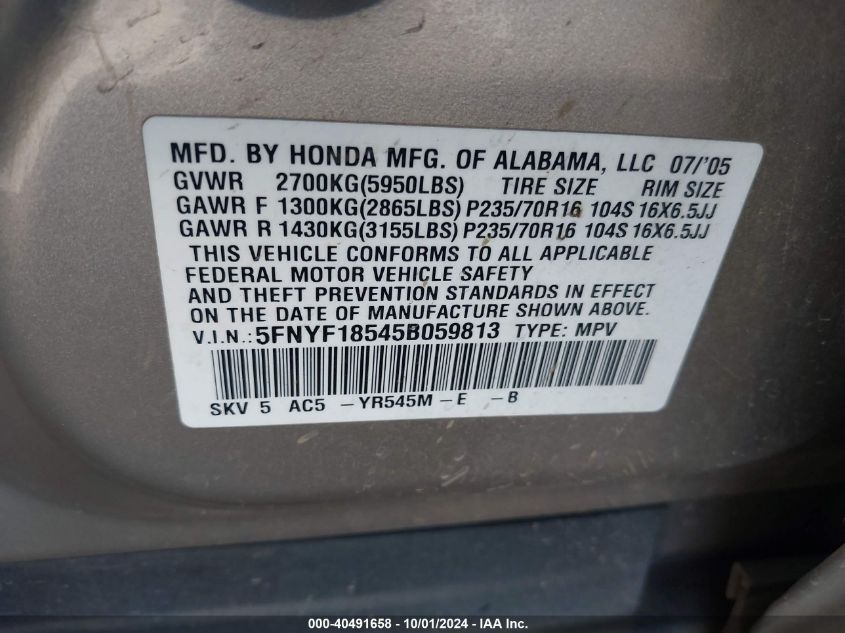 MFD. BY HONDA MFG. OF ALABAMA, LLC 07/'05
GVWR 2700KG(5950LBS) TIRE SIZE RIM SIZE
GAWR F 1300KG(2865LBS) P235/70R16 104S 16X6.5JJ
GAWR R 1430KG(3155LBS) P235/70R16 104S 16X6.5JJ
THIS VEHICLE CONFORMS TO ALL APPLICABLE
FEDERAL MOTOR VEHICLE SAFETY
AND THEFT PREVENTION STANDARDS IN EFFECT
ON THE DATE OF MANUFACTURE SHOWN ABOVE.
V.I.N.: 5FNYF18545B059813 TYPE: MPV
SKV 5 AC5 -YR545M-E -B
000-40491658 - 10/01/2024 - IAA Inc.